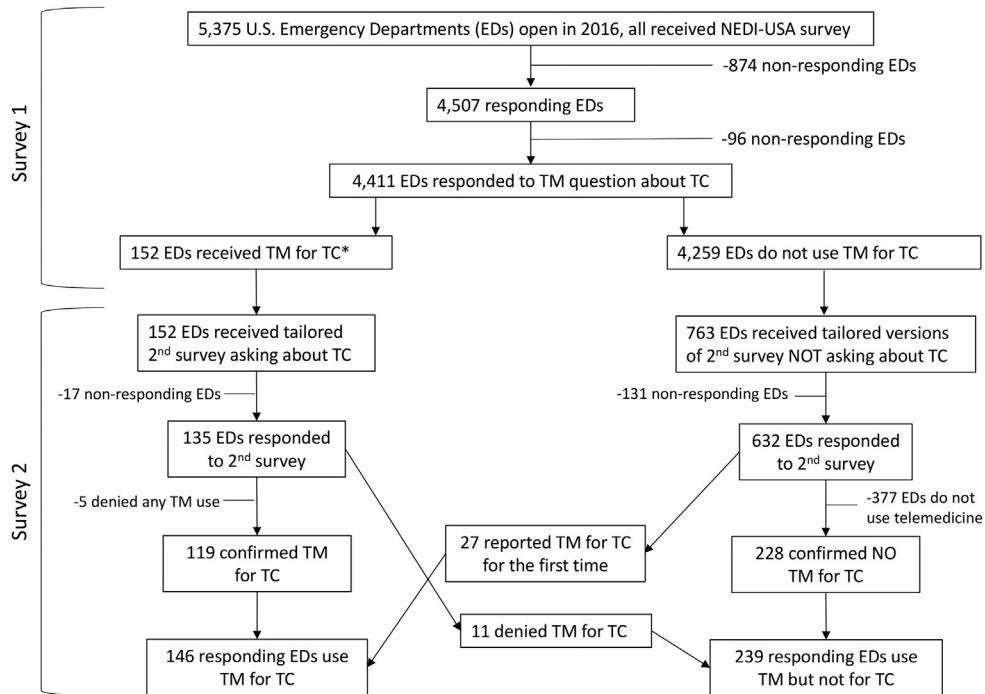 5,375 U.S. Emergency Departments (EDs) open in 2016, all received NEDI-USA survey
-874 non-responding EDs
4,507 responding EDs
-96 non-responding EDs
4,411 EDs responded to TM question about TC
Survey 1
152 EDs received TM for TC*
4,259 EDs do not use TM for TC
152 EDs received tailored
2nd survey asking about TC
763 EDs received tailored versions
of 2nd survey NOT asking about TC
-17 non-responding EDs
-131 non-responding EDs
135 EDs responded
to 2nd survey
632 EDs responded
to 2nd survey
Survey 2
-5 denied any TM use
-377 EDs do not
use telemedicine
119 confirmed TM
for TC
27 reported TM for TC
for the first time
228 confirmed NO
TM for TC
11 denied TM for TC
146 responding EDs use
TM for TC
239 responding EDs use
TM but not for TC